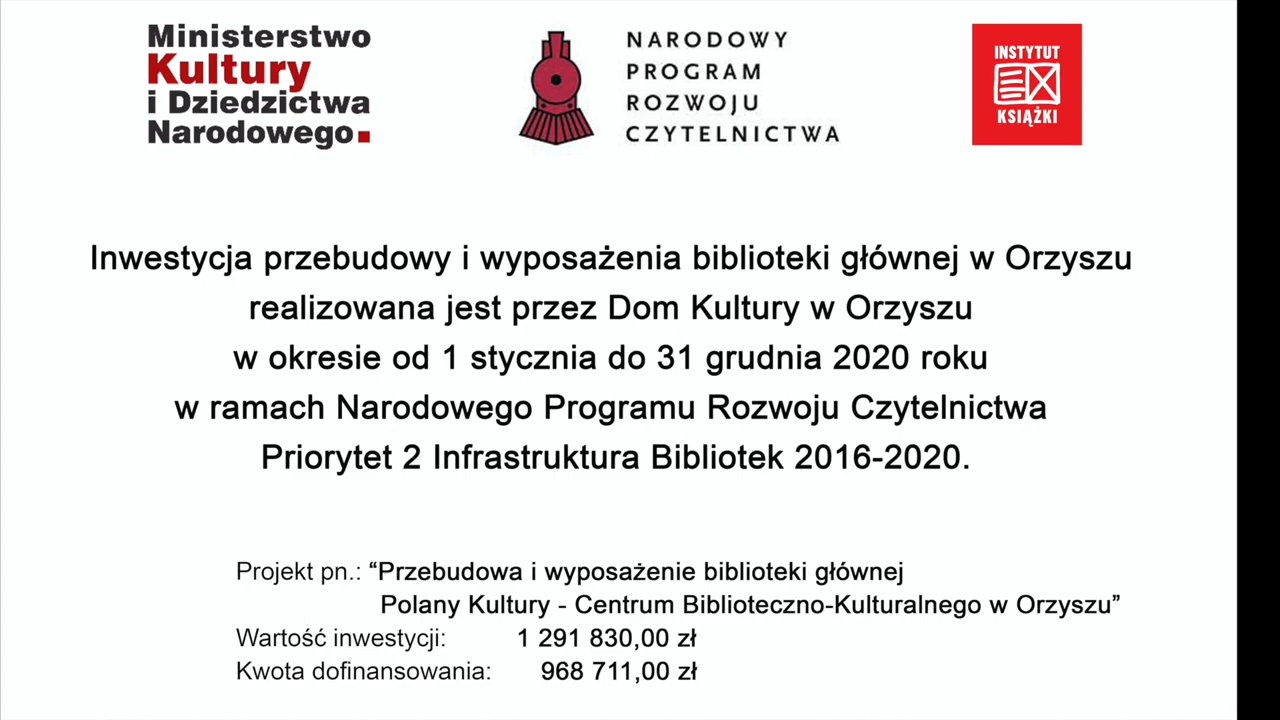 Ministerstwo
Kultury
i Dziedzictwa
Narodowego
NARODOWY
PROGRAM
ROZWOJU
CZYTELNICTWA
INSTYTUT
KSIĄŻKI
Inwestycja przebudowy i wyposażenia biblioteki głównej w Orzyszu
realizowana jest przez Dom Kultury w Orzyszu
w okresie od 1 stycznia do 31 grudnia 2020 roku
w ramach Narodowego Programu Rozwoju Czytelnictwa
Priorytet 2 Infrastruktura Bibliotek 2016-2020.
Projekt pn.: “Przebudowa i wyposażenie biblioteki głównej
Polany Kultury - Centrum Biblioteczno-Kulturalnego w Orzyszu”
Wartość inwestycji: 1 291 830,00 zł
Kwota dofinansowania: 968 711,00 zł